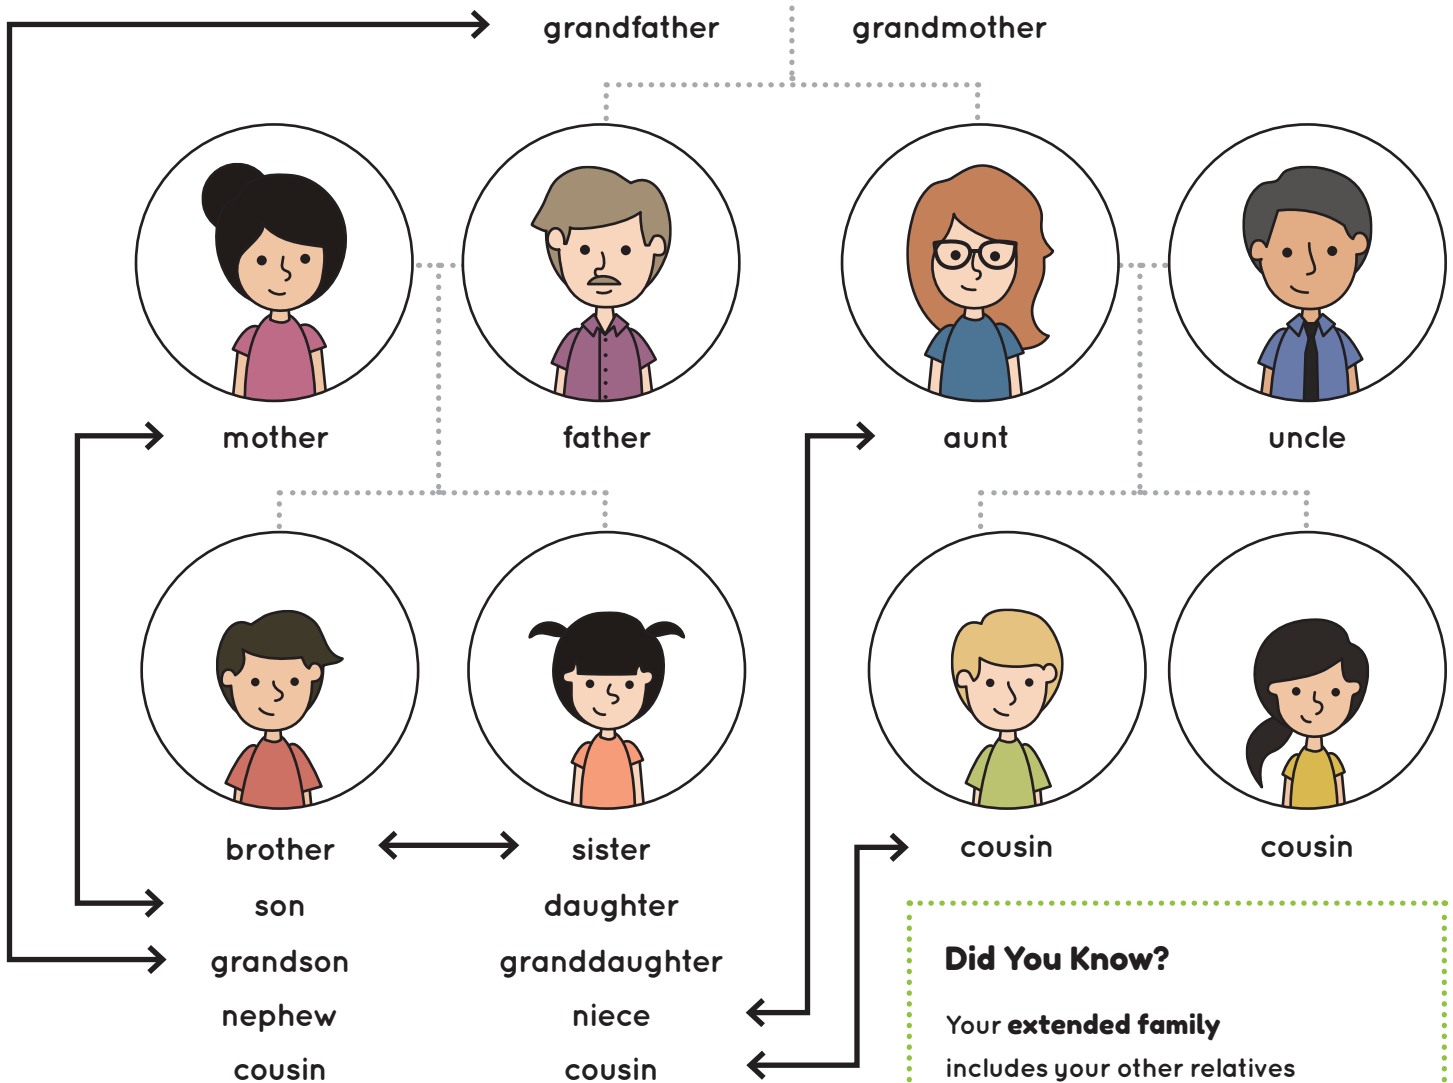 grandfather grandmother
mother father aunt uncle
brother sister cousin cousin
son daughter
grandson granddaughter
nephew niece
cousin cousin
Did You Know?
Your extended family
includes your other relatives